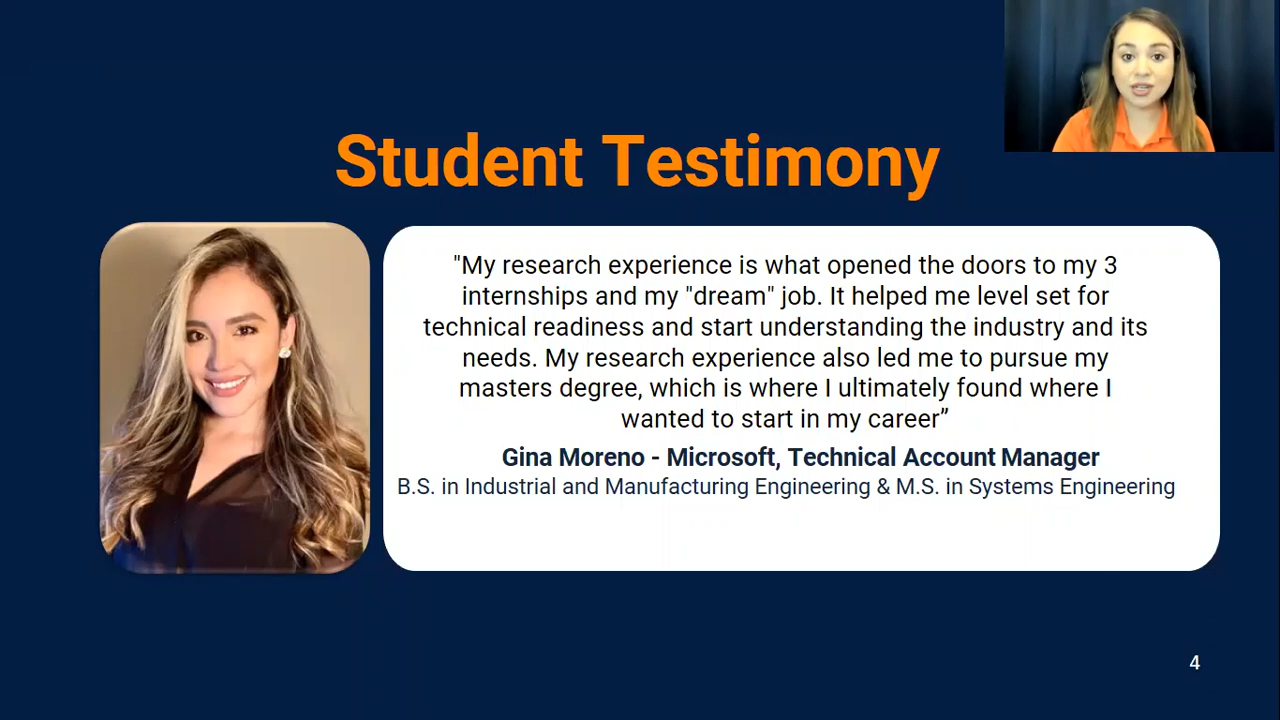 Student Testimony
"My research experience is what opened the doors to my 3
internships and my "dream" job. It helped me level set for
technical readiness and start understanding the industry and its
needs. My research experience also led me to pursue my
masters degree, which is where I ultimately found where I
wanted to start in my career”
Gina Moreno - Microsoft, Technical Account Manager
B.S. in Industrial and Manufacturing Engineering & M.S. in Systems Engineering
4